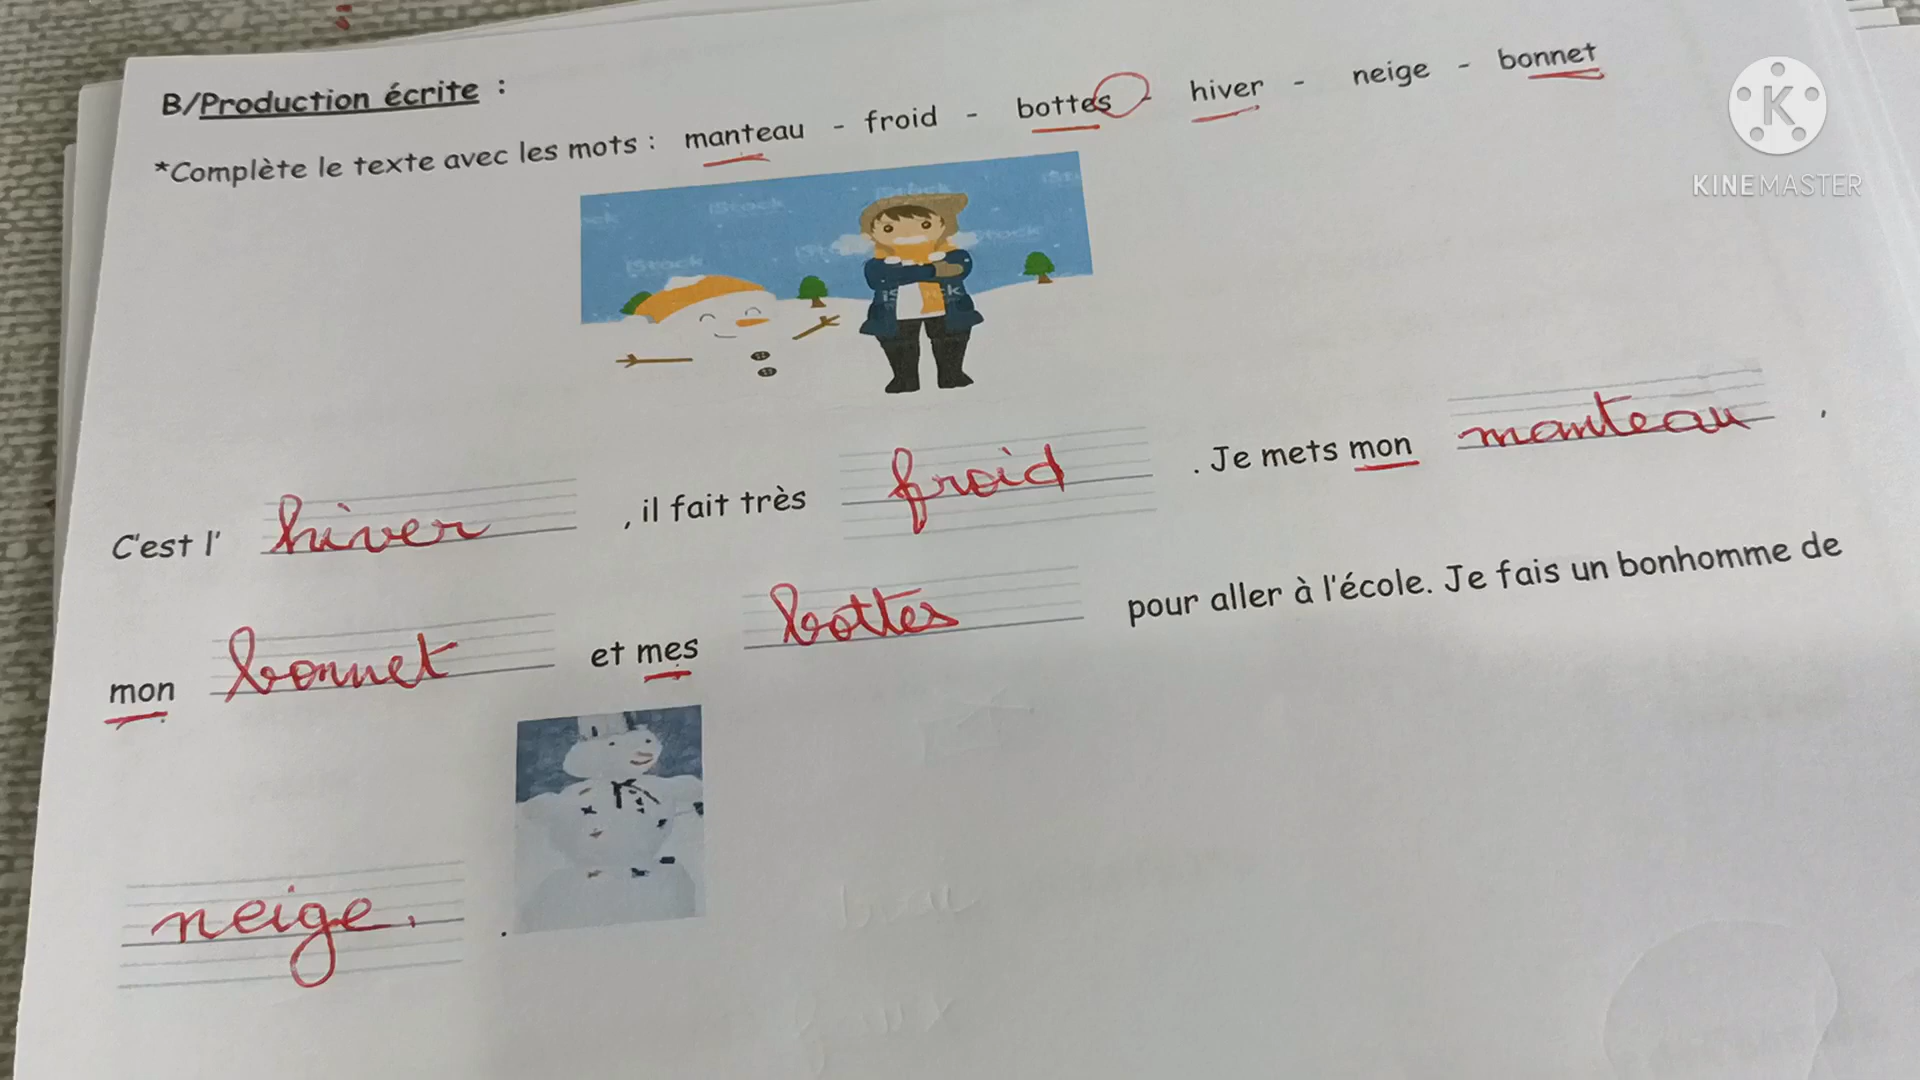 B/Production écrite :
*Complète le texte avec les mots : manteau - froid - bottes - hiver - neige - bonnet
KINEMASTER
iStock
C'est l' hiver , il fait très froid . Je mets mon manteau .
mon bonnet et mes bottes pour aller à l'école. Je fais un bonhomme de
neige. .